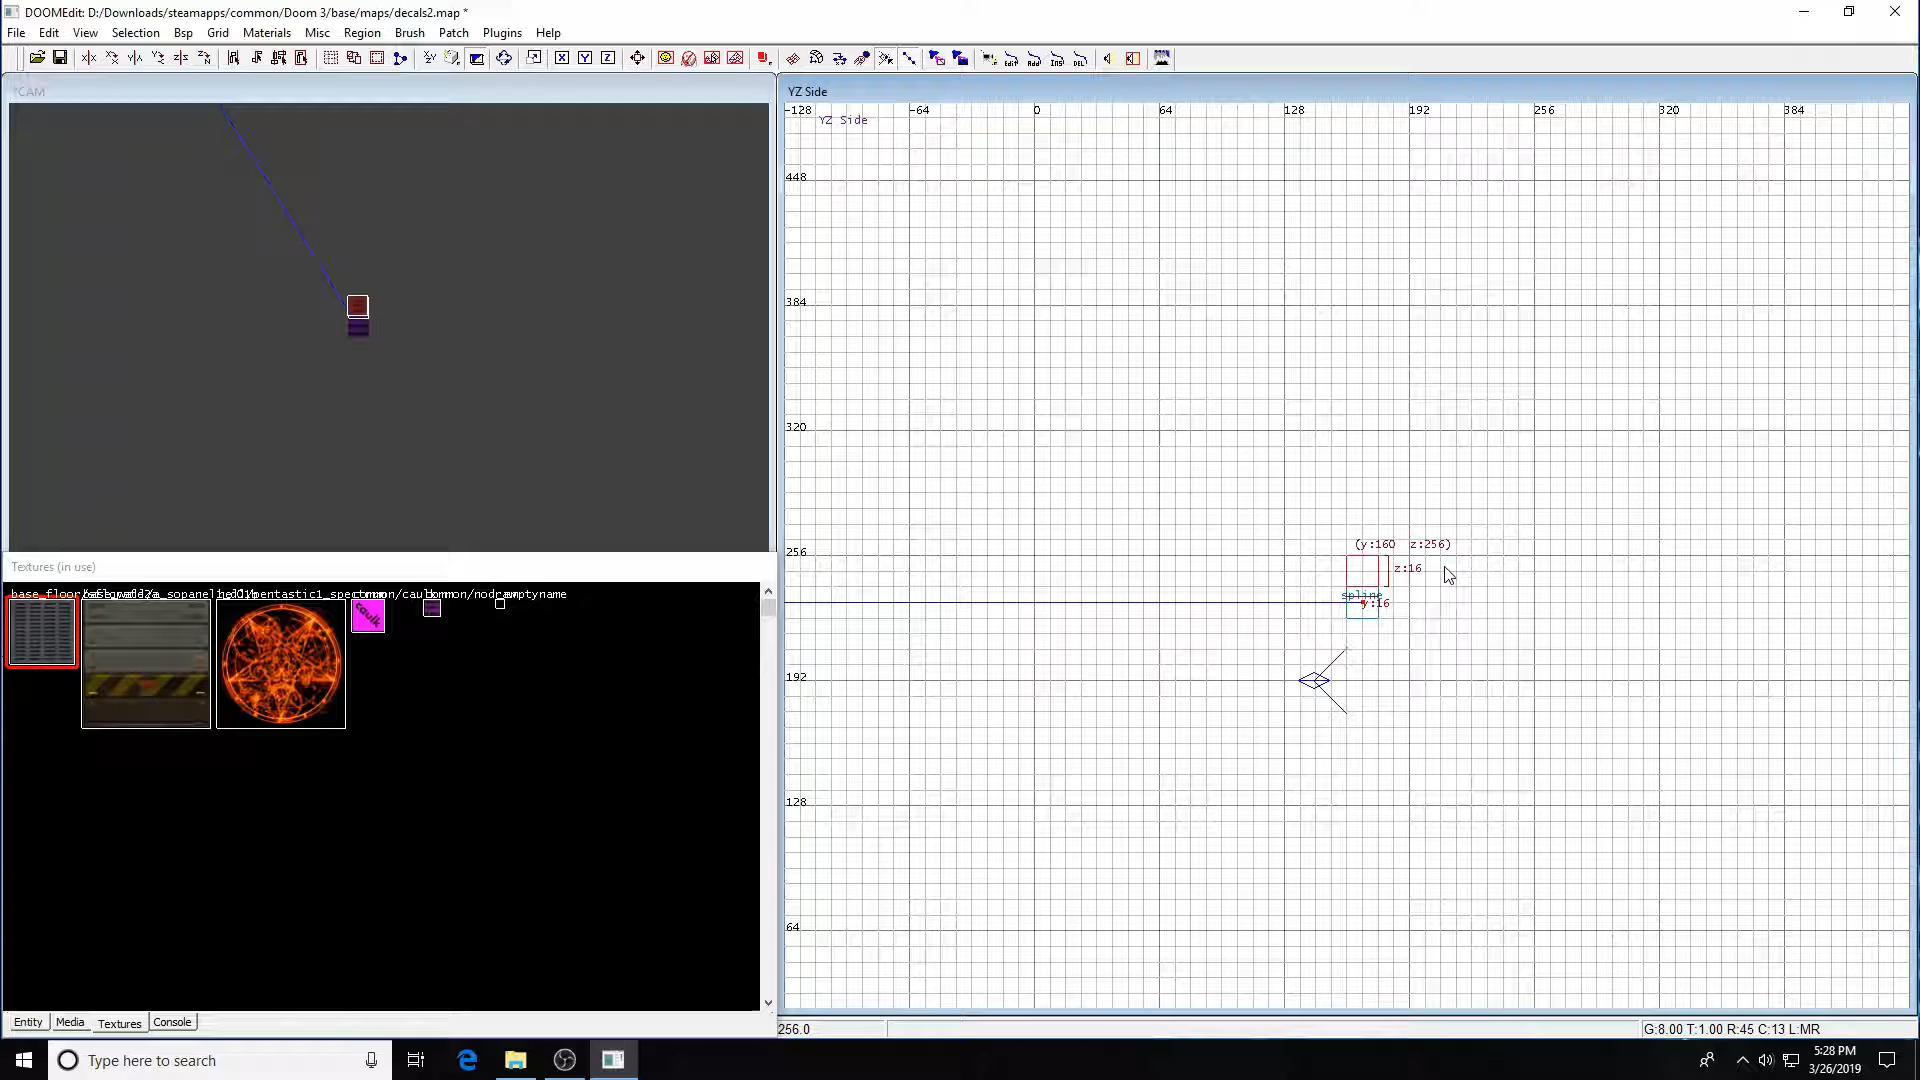 DOOMEdit: D:/Downloads/steamapps/common/Doom 3/base/maps/decals2.map *
File Edit View Selection Bsp Grid Materials Misc Region Brush Patch Plugins Help
CAM
YZ Side
-128 -64 0 64 128 192 256 320 384
YZ Side
448
384
320
256
(y:160 z:256)
z:16
spline
y:16
192
128
64
Textures (in use)
caulk
Entity Media Textures Console
256.0
G:8.00 T:1.00 R:45 C:13 L:MR
Type here to search
5:28 PM
3/26/2019